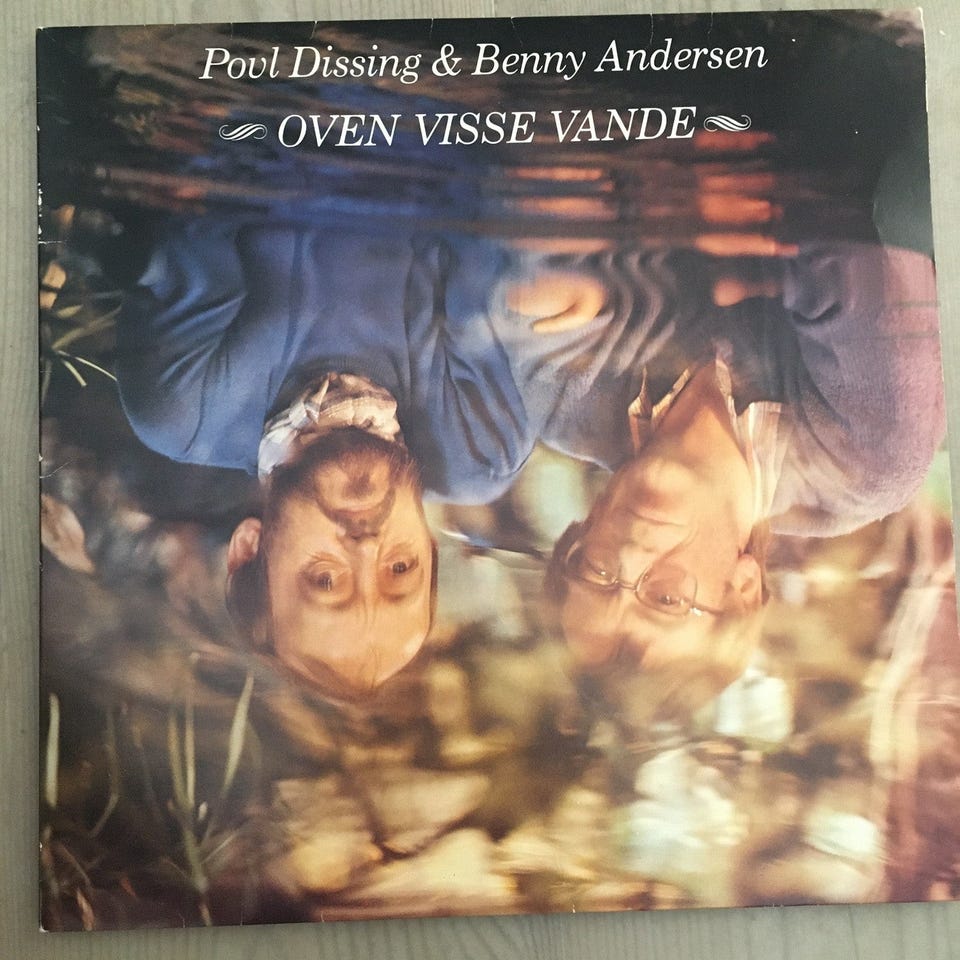 Povl Dissing & Benny Andersen
OVEN VISSE VANDE